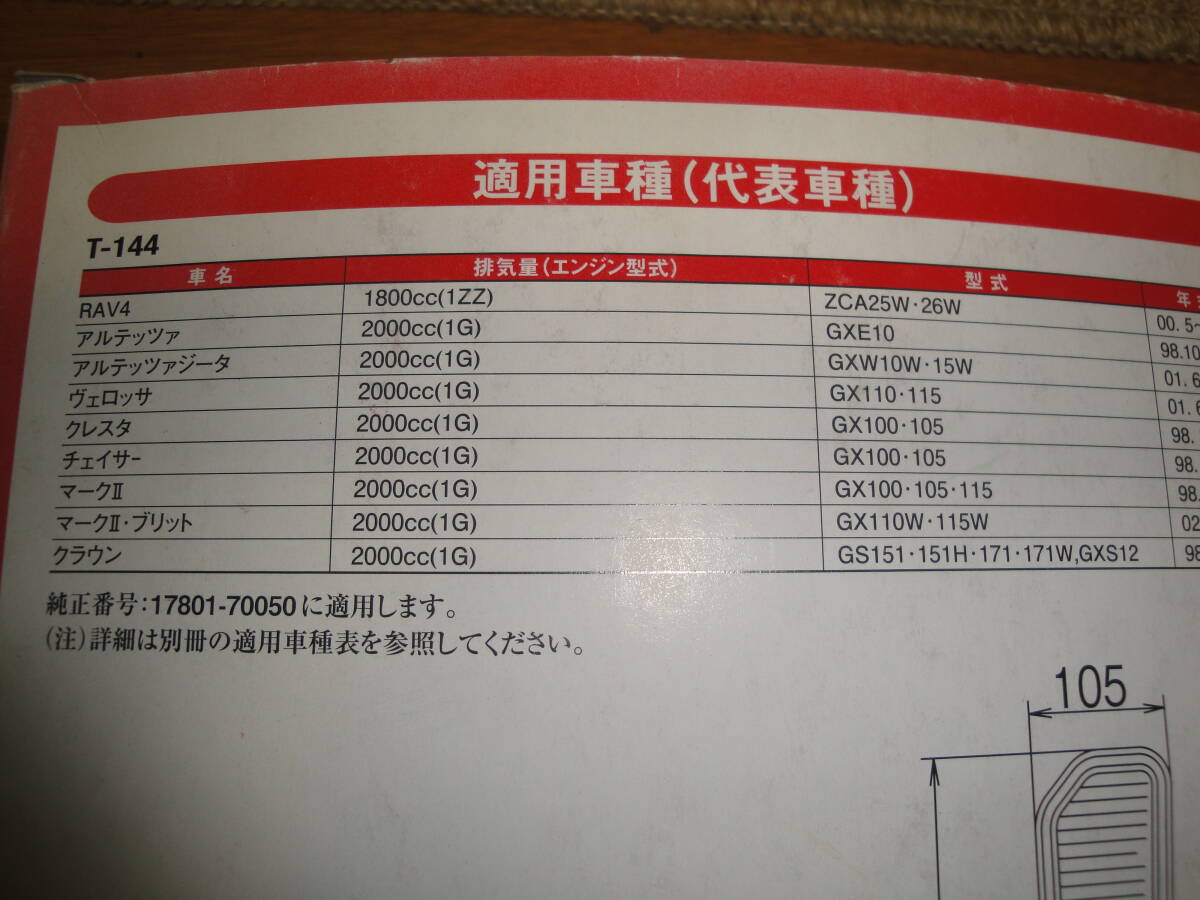 適用車種(代表車種)
T-144
車名 排気量(エンジン型式) 型式 年
RAV4 1800cc(1ZZ) ZCA25W・26W 00.5~
アルテッツァ 2000cc(1G) GXE10 98.10
アルテッツァジータ 2000cc(1G) GXW10W・15W 01.6
ヴェロッサ 2000cc(1G) GX110・115 01.6
クレスタ 2000cc(1G) GX100・105 98.
チェイサー 2000cc(1G) GX100・105 98.
マークⅡ 2000cc(1G) GX100・105・115 98.
マークⅡ・ブリット 2000cc(1G) GX110W・115W 02
クラウン 2000cc(1G) GS151・151H・171・171W,GXS12 98
純正番号:17801-70050に適用します。
(注)詳細は別冊の適用車種表を参照してください。
105